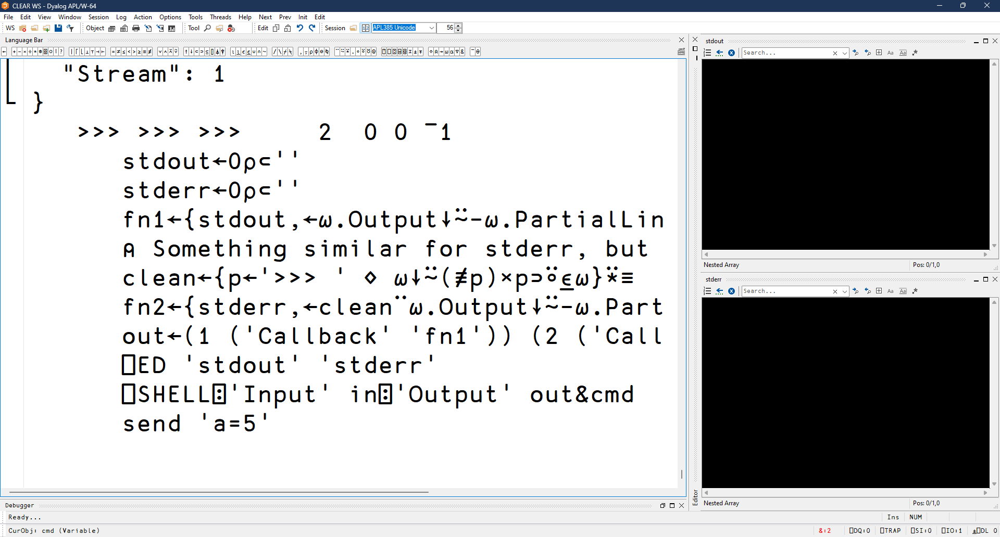 CLEAR WS - Dyalog APL/W-64
File Edit View Window Session Log Action Options Tools Threads Help Next Prev Init Edit
WS Object Tool Edit Session APL385 Unicode 56
Language Bar
"Stream": 1
}
>>> >>> >>> 2 0 0 ¯1
stdout←0⍴⊂''
stderr←0⍴⊂''
fn1←{stdout,←⍵.Output↓⍨-⍵.PartialLin
⍝ Something similar for stderr, but
clean←{p←'>>> ' ⋄ ⍵↓⍨(≢p)×p⊃⍤⍷⍵}⍣≡
fn2←{stderr,←clean¨⍵.Output↓⍨-⍵.Part
out←(1 ('Callback' 'fn1')) (2 ('Call
⎕ED 'stdout' 'stderr'
⎕SHELL⍠'Input' in⍠'Output' out&cmd
send 'a=5'
Debugger
Ready...
CurObj: cmd (Variable)
stdout
Search...
Nested Array Pos: 0/1,0
stderr
Search...
Nested Array Pos: 0/1,0
Editor
Ins NUM
&:2 ⎕DQ:0 ⎕TRAP ⎕SI:0 ⎕IO:1 ⎕DL 0